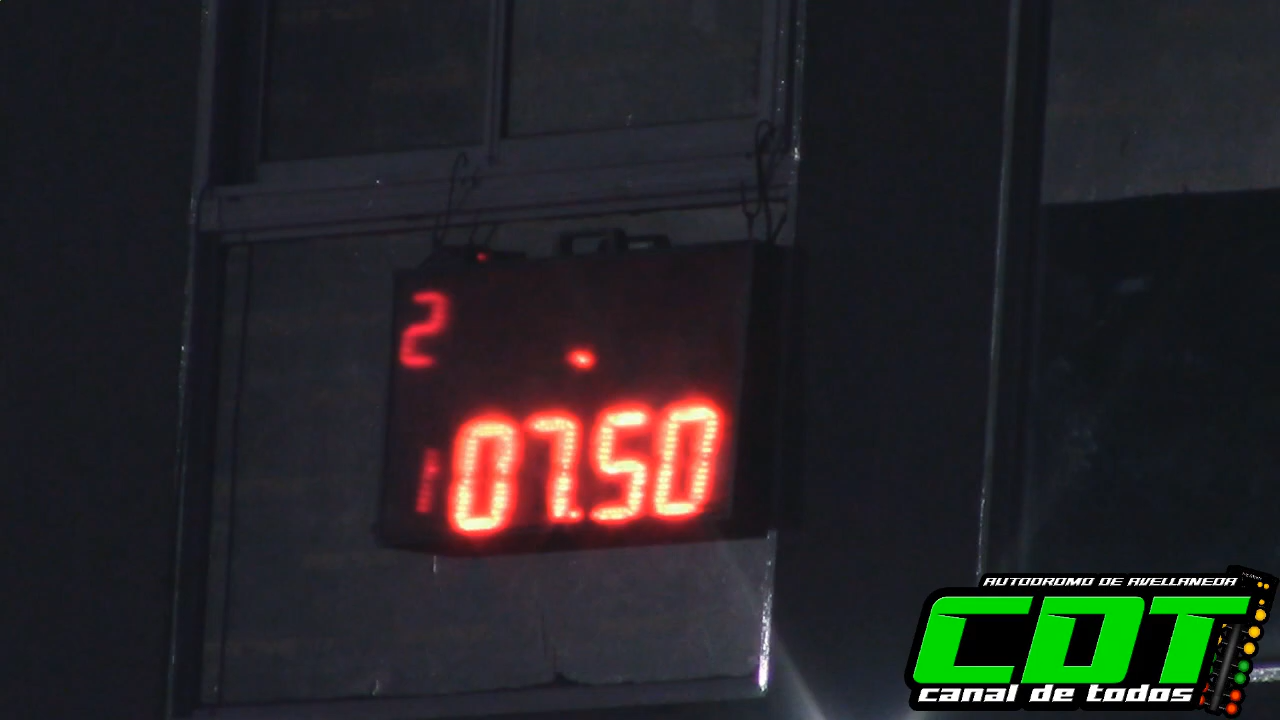 2
1 07.50
AUTODROMO DE AVELLANEDA
CDT
canal de todos